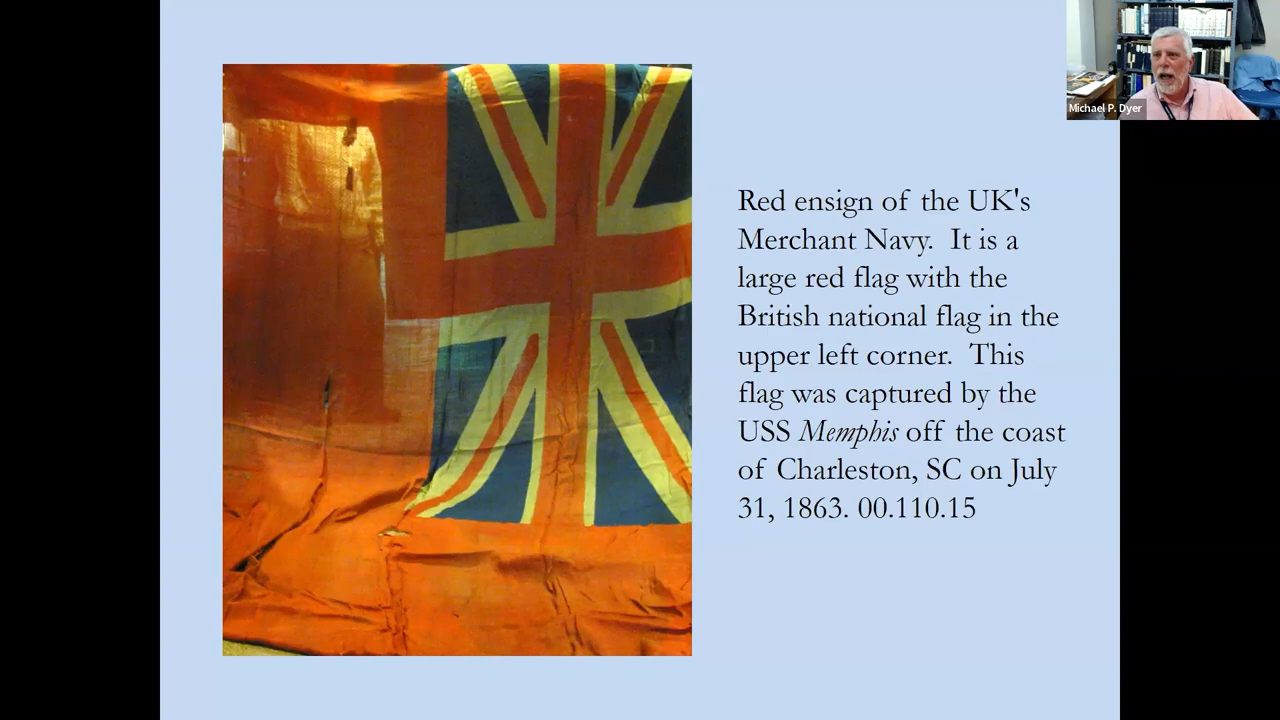 Michael P. Dyer
Red ensign of the UK's
Merchant Navy.  It is a
large red flag with the
British national flag in the
upper left corner.  This
flag was captured by the
USS Memphis off the coast
of Charleston, SC on July
31, 1863. 00.110.15